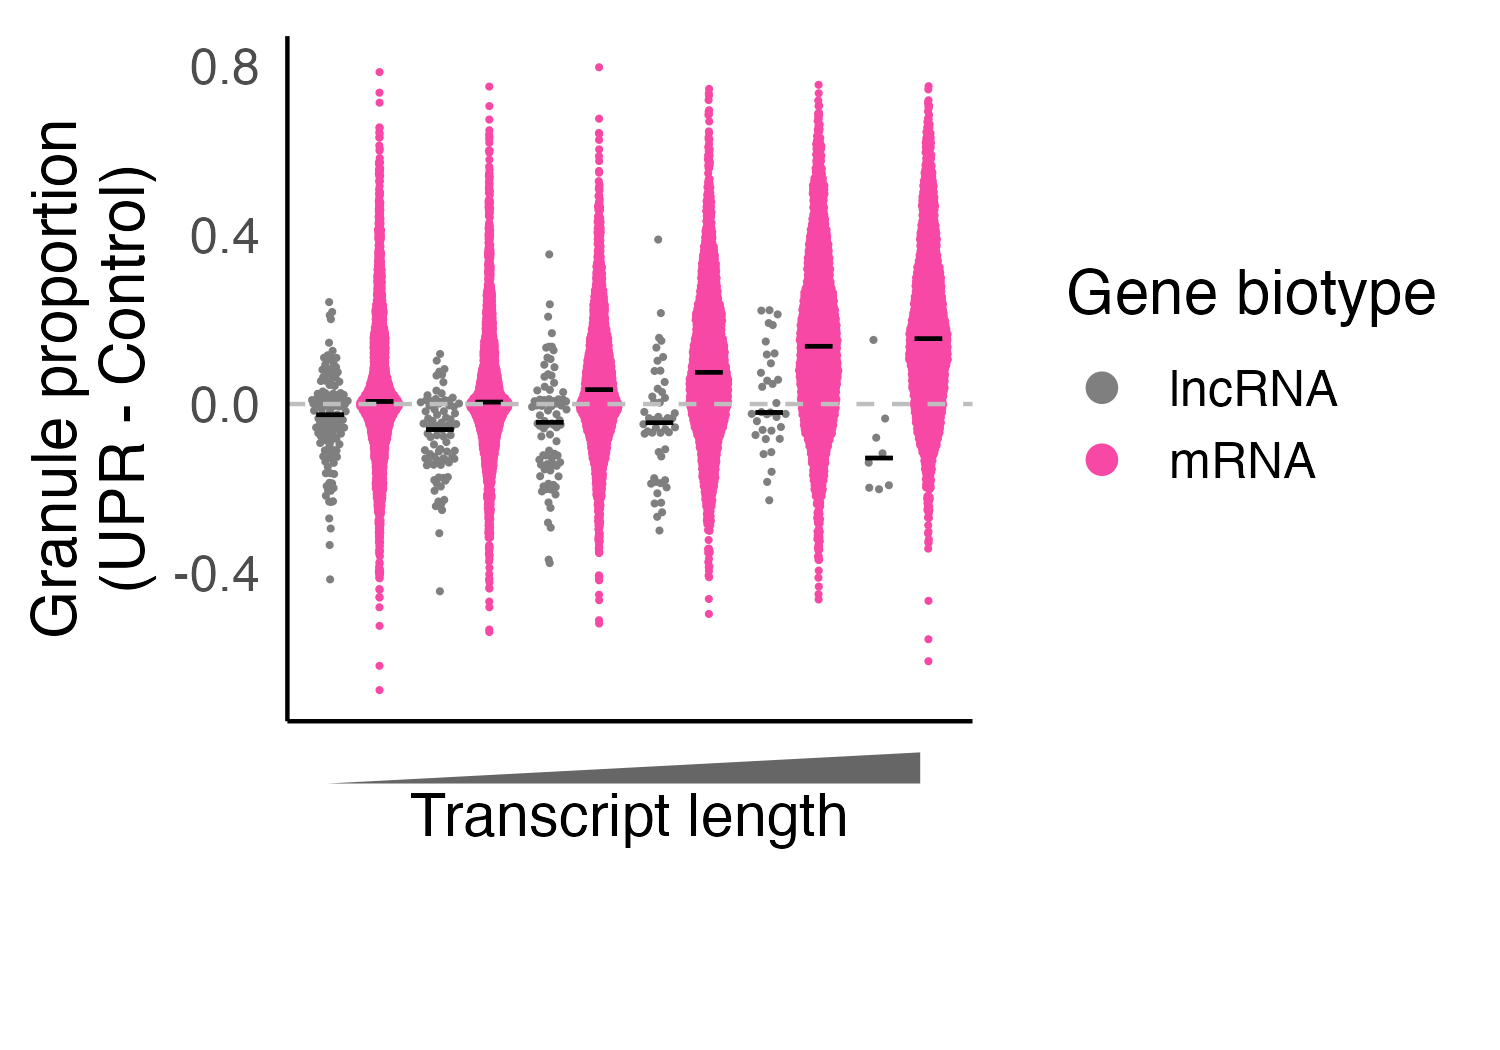 Granule proportion
(UPR - Control)
0.8
0.4
0.0
-0.4
Transcript length
Gene biotype
lncRNA
mRNA